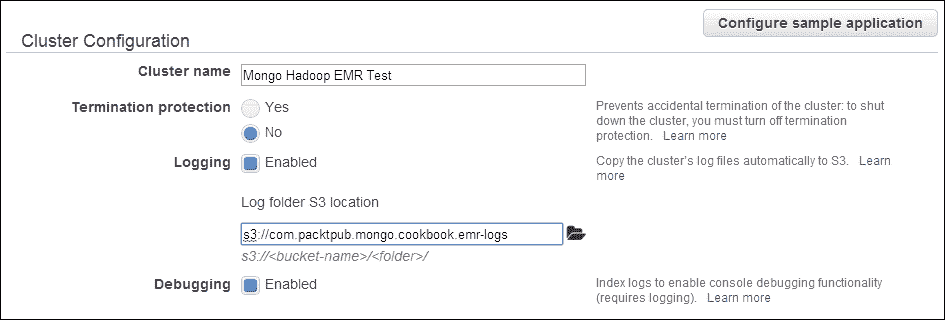 Configure sample application
Cluster Configuration
Cluster name
Mongo Hadoop EMR Test
Termination protection
Yes
No
Prevents accidental termination of the cluster: to shut
down the cluster, you must turn off termination
protection. Learn more
Logging
Enabled
Copy the cluster's log files automatically to S3. Learn
more
Log folder S3 location
s3://com.packtpub.mongo.cookbook.emr-logs
s3://<bucket-name>/<folder>/
Debugging
Enabled
Index logs to enable console debugging functionality
(requires logging). Learn more